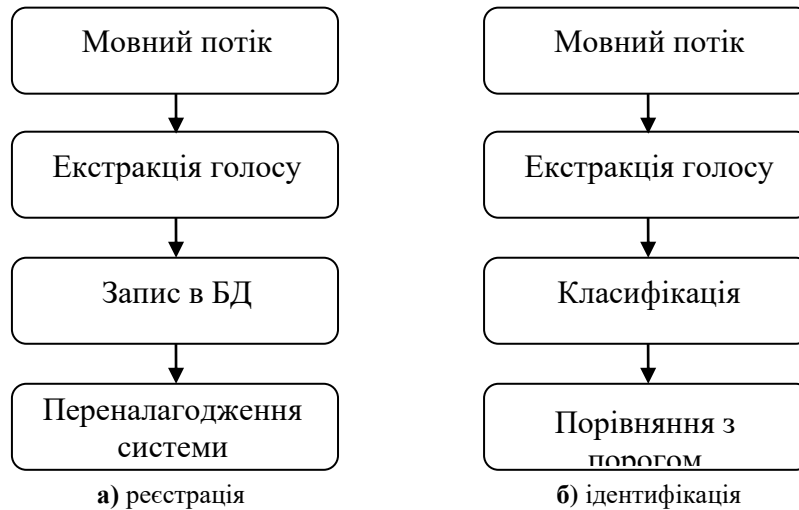 Мовний потік
Екстракція голосу
Запис в БД
Переналагодження
системи
а) реєстрація
Мовний потік
Екстракція голосу
Класифікація
Порівняння з
порогом
б) ідентифікація